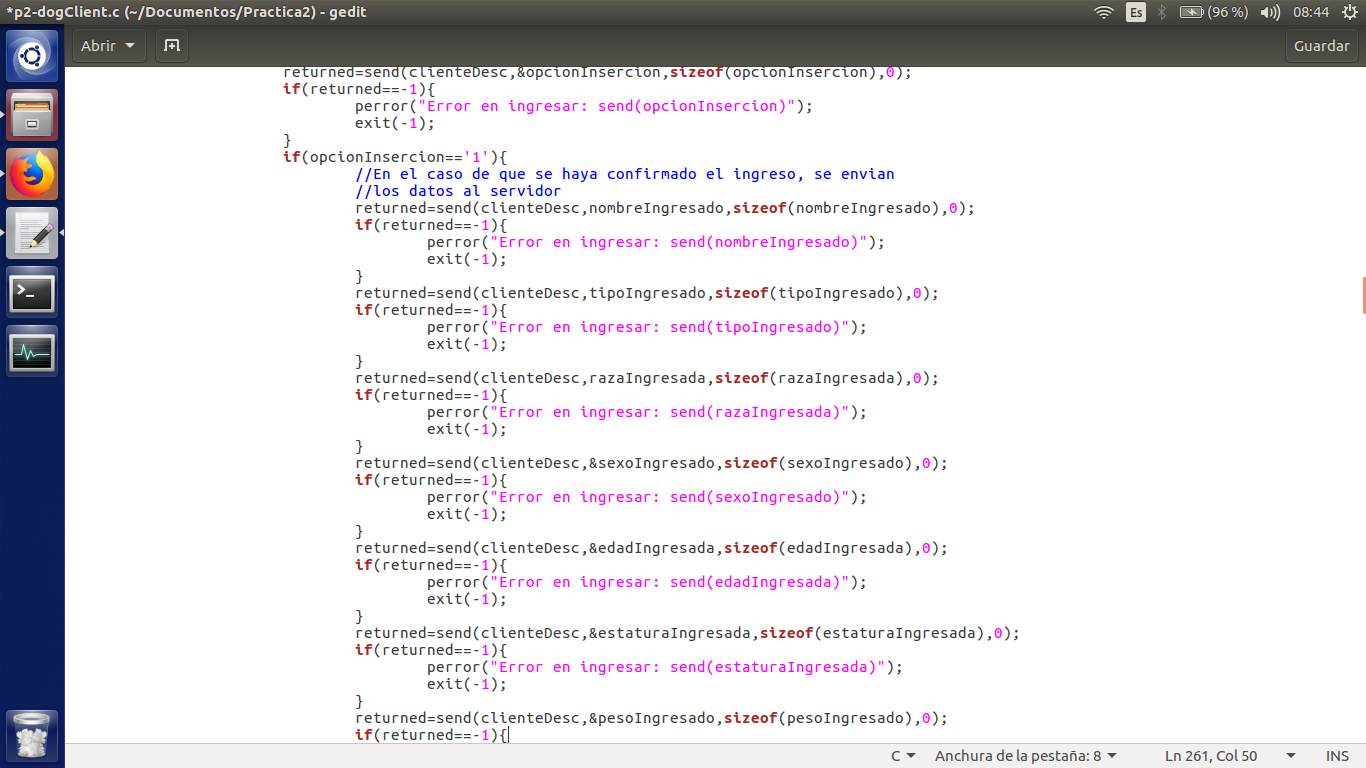 *p2-dogClient.c (~/Documentos/Practica2) - gedit
Es
(96 %)
08:44
Abrir
Guardar
returned=send(clienteDesc,&opcionInsercion,sizeof(opcionInsercion),0);
if(returned==-1){
perror("Error en ingresar: send(opcionInsercion)");
exit(-1);
}
if(opcionInsercion=='1'){
//En el caso de que se haya confirmado el ingreso, se envian
//los datos al servidor
returned=send(clienteDesc,nombreIngresado,sizeof(nombreIngresado),0);
if(returned==-1){
perror("Error en ingresar: send(nombreIngresado)");
exit(-1);
}
returned=send(clienteDesc,tipoIngresado,sizeof(tipoIngresado),0);
if(returned==-1){
perror("Error en ingresar: send(tipoIngresado)");
exit(-1);
}
returned=send(clienteDesc,razaIngresada,sizeof(razaIngresada),0);
if(returned==-1){
perror("Error en ingresar: send(razaIngresada)");
exit(-1);
}
returned=send(clienteDesc,&sexoIngresado,sizeof(sexoIngresado),0);
if(returned==-1){
perror("Error en ingresar: send(sexoIngresado)");
exit(-1);
}
returned=send(clienteDesc,&edadIngresada,sizeof(edadIngresada),0);
if(returned==-1){
perror("Error en ingresar: send(edadIngresada)");
exit(-1);
}
returned=send(clienteDesc,&estaturaIngresada,sizeof(estaturaIngresada),0);
if(returned==-1){
perror("Error en ingresar: send(estaturaIngresada)");
exit(-1);
}
returned=send(clienteDesc,&pesoIngresado,sizeof(pesoIngresado),0);
if(returned==-1){
C
Anchura de la pestaña: 8
Ln 261, Col 50
INS